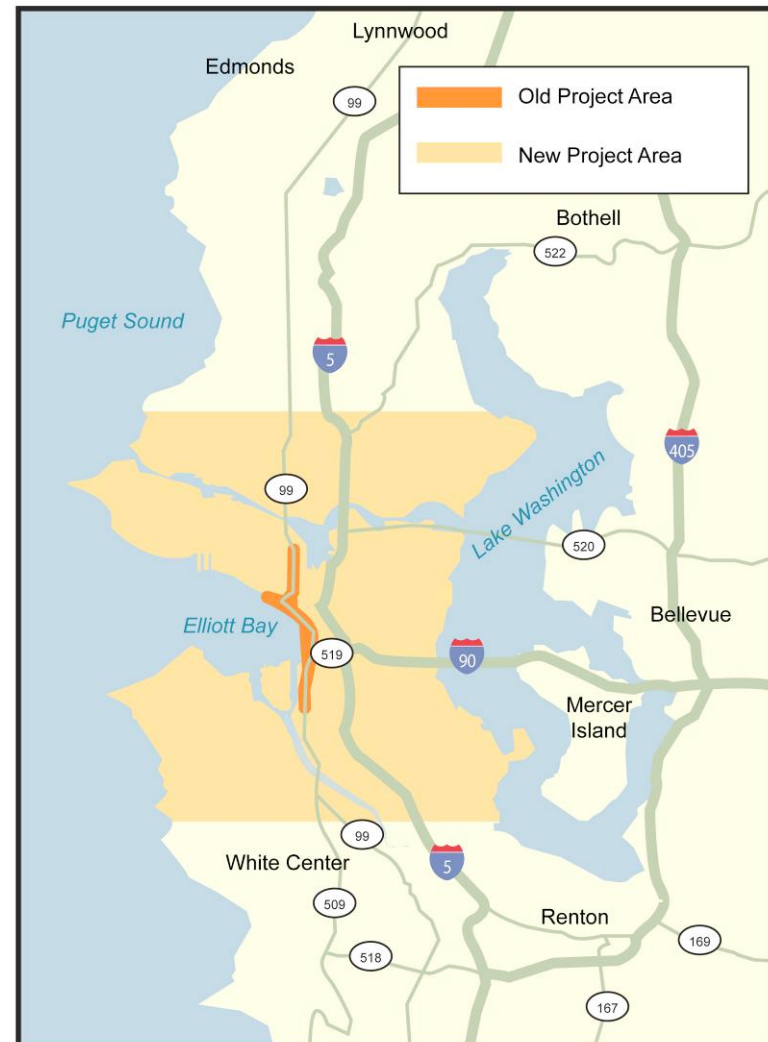 Lynnwood
Edmonds
99
Old Project Area
New Project Area
Bothell
522
Puget Sound
5
405
99
Lake Washington
520
Elliott Bay
Bellevue
519
90
Mercer
Island
99
White Center
5
509
Renton
518
169
167